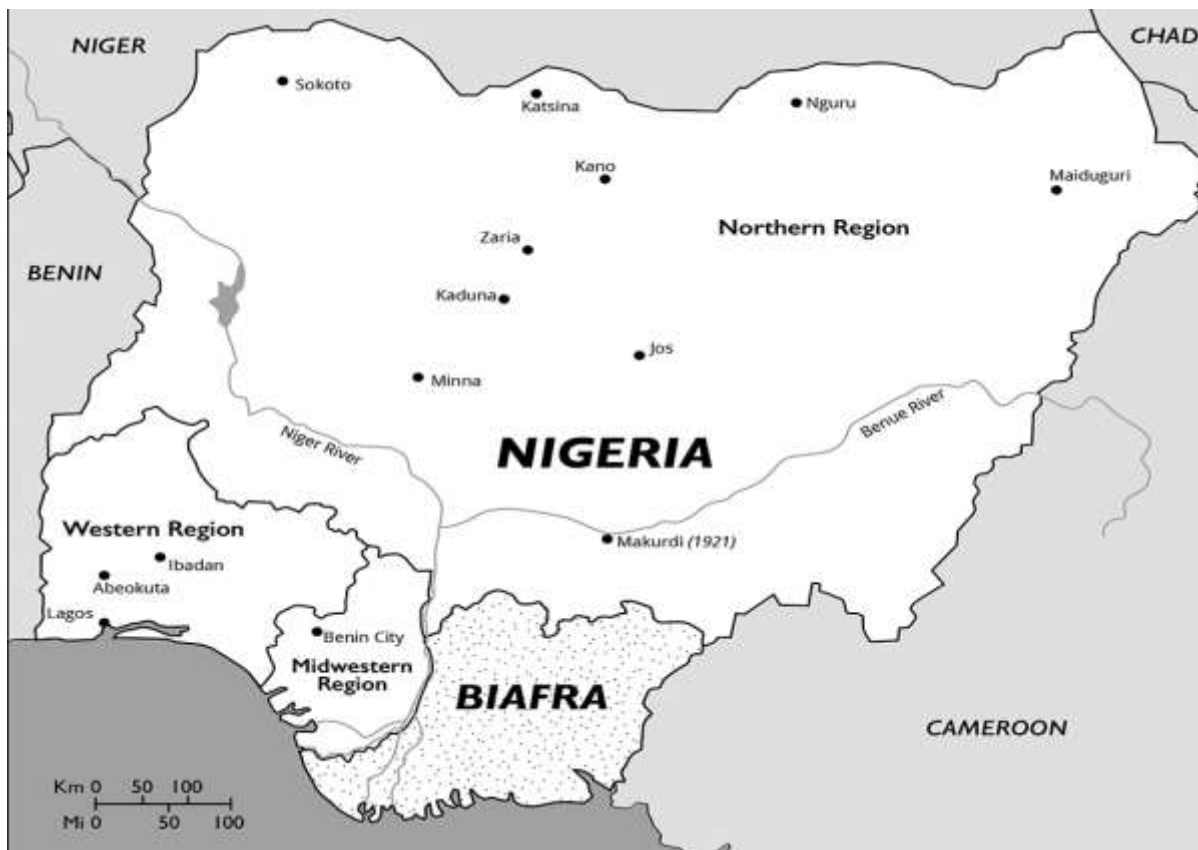 NIGER
CHAD
Sokoto
Katsina
Nguru
Kano
Maiduguri
Northern Region
Zaria
BENIN
Kaduna
Jos
Minna
Niger River
NIGERIA
Benue River
Western Region
Makurdi (1921)
Ibadan
Abeokuta
Lagos
Benin City
Midwestern
Region
BIAFRA
CAMEROON
Km 0 50 100
Mi 0 50 100